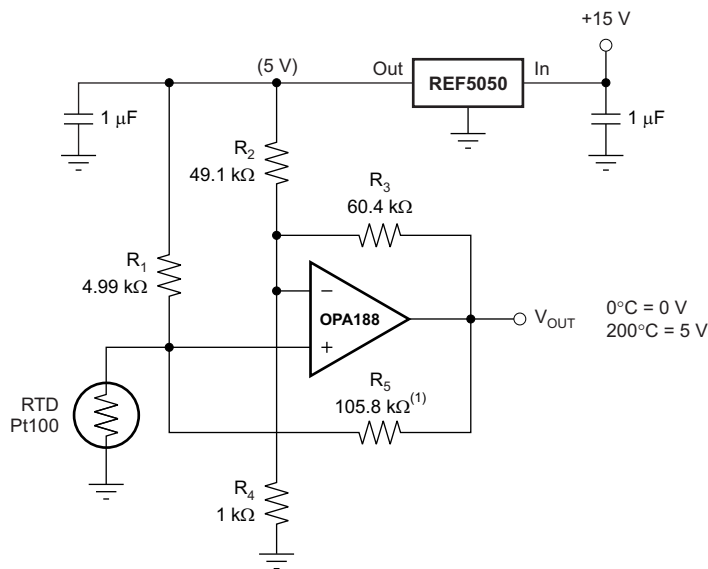 +15 V
(5 V)
Out
REF5050
In
1 μF
1 μF
R2
49.1 kΩ
R3
60.4 kΩ
R1
4.99 kΩ
−
OPA188
+
VOUT
0°C = 0 V
200°C = 5 V
RTD
Pt100
R5
105.8 kΩ(1)
R4
1 kΩ